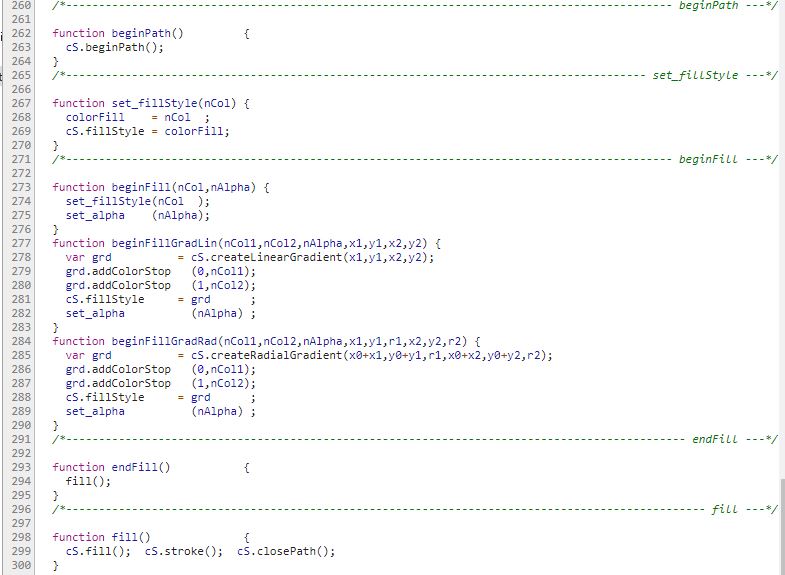 260 /*-------------------------------------------------------------------------------------------- beginPath ---*/
261
262 function beginPath() {
263 cS.beginPath();
264 }
265 /*---------------------------------------------------------------------------------------- set_fillStyle ---*/
266
267 function set_fillStyle(nCol) {
268 colorFill = nCol ;
269 cS.fillStyle = colorFill;
270 }
271 /*-------------------------------------------------------------------------------------------- beginFill ---*/
272
273 function beginFill(nCol,nAlpha) {
274 set_fillStyle(nCol );
275 set_alpha (nAlpha);
276 }
277 function beginFillGradLin(nCol1,nCol2,nAlpha,x1,y1,x2,y2) {
278 var grd = cS.createLinearGradient(x1,y1,x2,y2);
279 grd.addColorStop (0,nCol1);
280 grd.addColorStop (1,nCol2);
281 cS.fillStyle = grd ;
282 set_alpha (nAlpha) ;
283 }
284 function beginFillGradRad(nCol1,nCol2,nAlpha,x1,y1,r1,x2,y2,r2) {
285 var grd = cS.createRadialGradient(x0+x1,y0+y1,r1,x0+x2,y0+y2,r2);
286 grd.addColorStop (0,nCol1);
287 grd.addColorStop (1,nCol2);
288 cS.fillStyle = grd ;
289 set_alpha (nAlpha) ;
290 }
291 /*---------------------------------------------------------------------------------------------- endFill ---*/
292
293 function endFill() {
294 fill();
295 }
296 /*------------------------------------------------------------------------------------------------- fill ---*/
297
298 function fill() {
299 cS.fill(); cS.stroke(); cS.closePath();
300 }